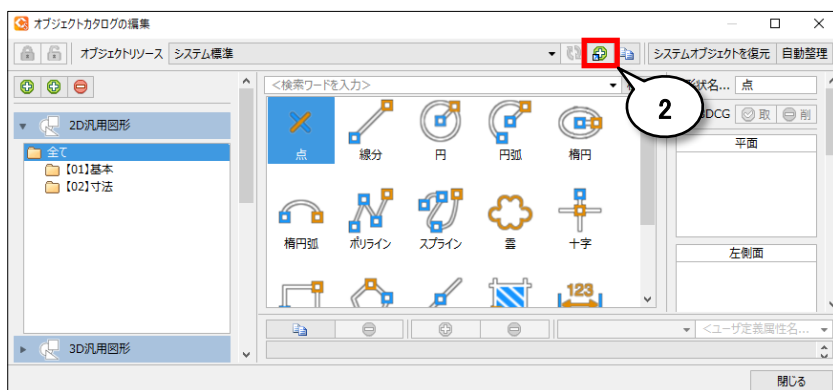 オブジェクトカタログの編集
オブジェクトリソース システム標準 システムオブジェクトを復元 自動整理
<検索ワードを入力>
状名... 点
2
3DCG 取 削
2D汎用図形
平面
全て
【01】基本
【02】寸法
点 線分 円 円弧 楕円
楕円弧 ポリライン スプライン 雲 十字
左側面
123
<ユーザ定義属性名...
3D汎用図形
閉じる